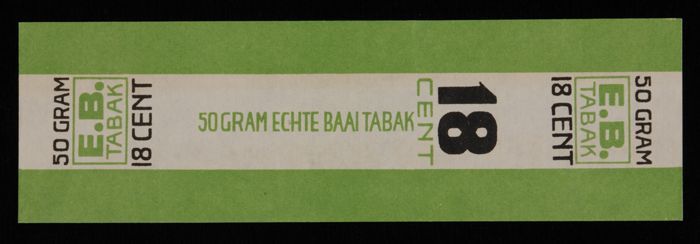 50 GRAM
E.B.
TABAK
18 CENT
50 GRAM ECHTE BAAI TABAK
18
CENT
50 GRAM
E.B.
TABAK
18 CENT